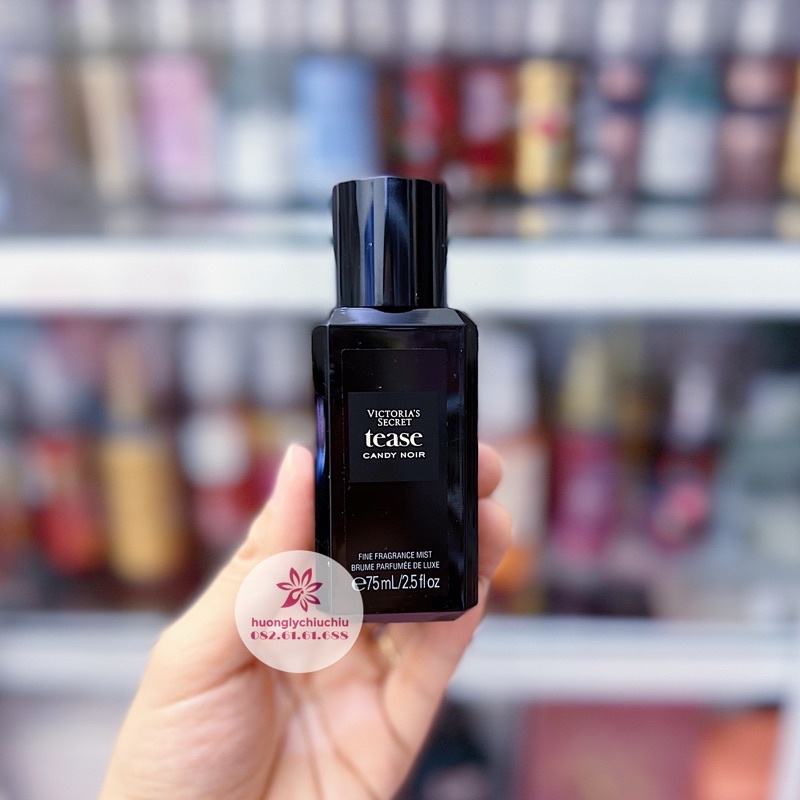 VICTORIA'S
SECRET
tease
CANDY NOIR
FINE FRAGRANCE MIST
BRUME PARFUMÉE DE LUXE
℮75 mL/2.5 fl oz
huonglychiuchiu
082.61.61.688